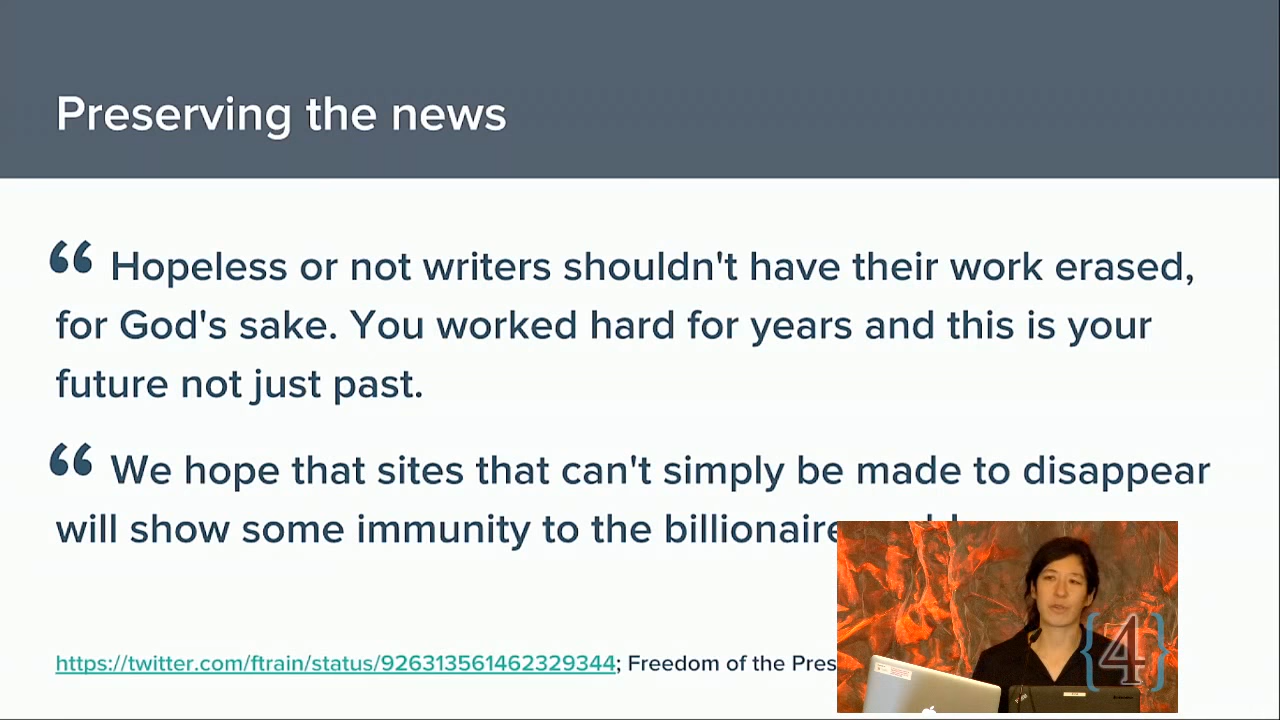 Preserving the news
“ Hopeless or not writers shouldn't have their work erased,
for God's sake. You worked hard for years and this is your
future not just past.
“ We hope that sites that can't simply be made to disappear
will show some immunity to the billionaire
https://twitter.com/ftrain/status/926313561462329344; Freedom of the Pres
{4}